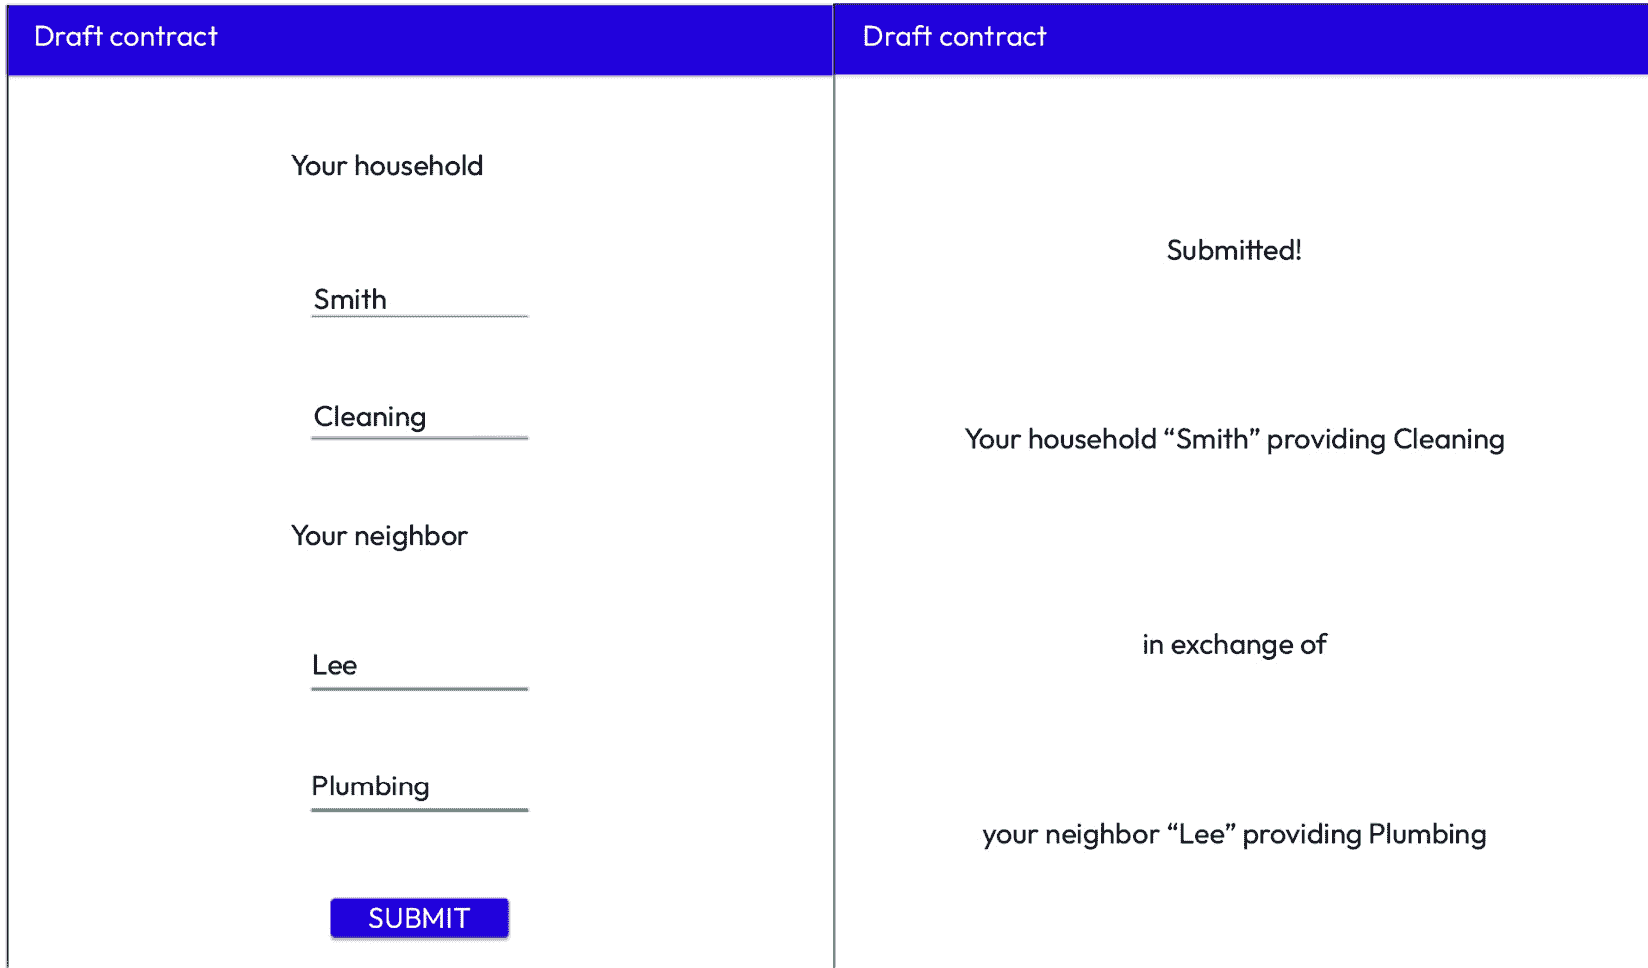 Draft contract
Your household
Smith
Cleaning
Your neighbor
Lee
Plumbing
SUBMIT
Draft contract
Submitted!
Your household “Smith” providing Cleaning
in exchange of
your neighbor “Lee” providing Plumbing